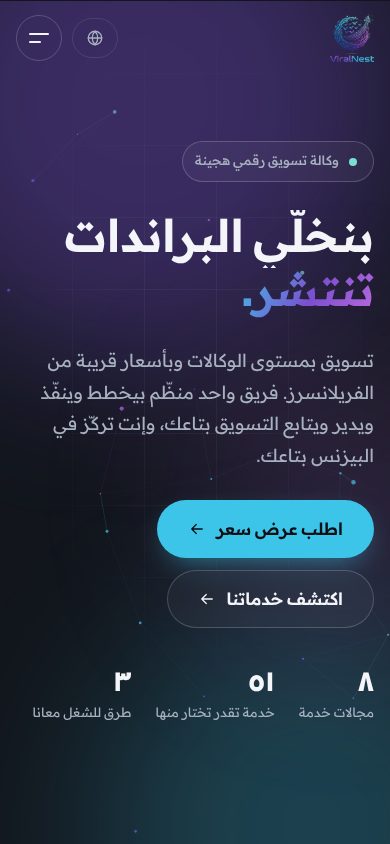 ViralNest
وكالة تسويق رقمي هجينة
بنخلّي البراندات
تنتشر.
تسويق بمستوى الوكالات وبأسعار قريبة من
الفريلانسرز. فريق واحد منظّم بيخطط وينفّذ
ويدير ويتابع التسويق بتاعك، وإنت تركّز في
البيزنس بتاعك.
اطلب عرض سعر ←
اكتشف خدماتنا ←
٨
مجالات خدمة
٥١
خدمة تقدر تختار منها
٣
طرق للشغل معانا